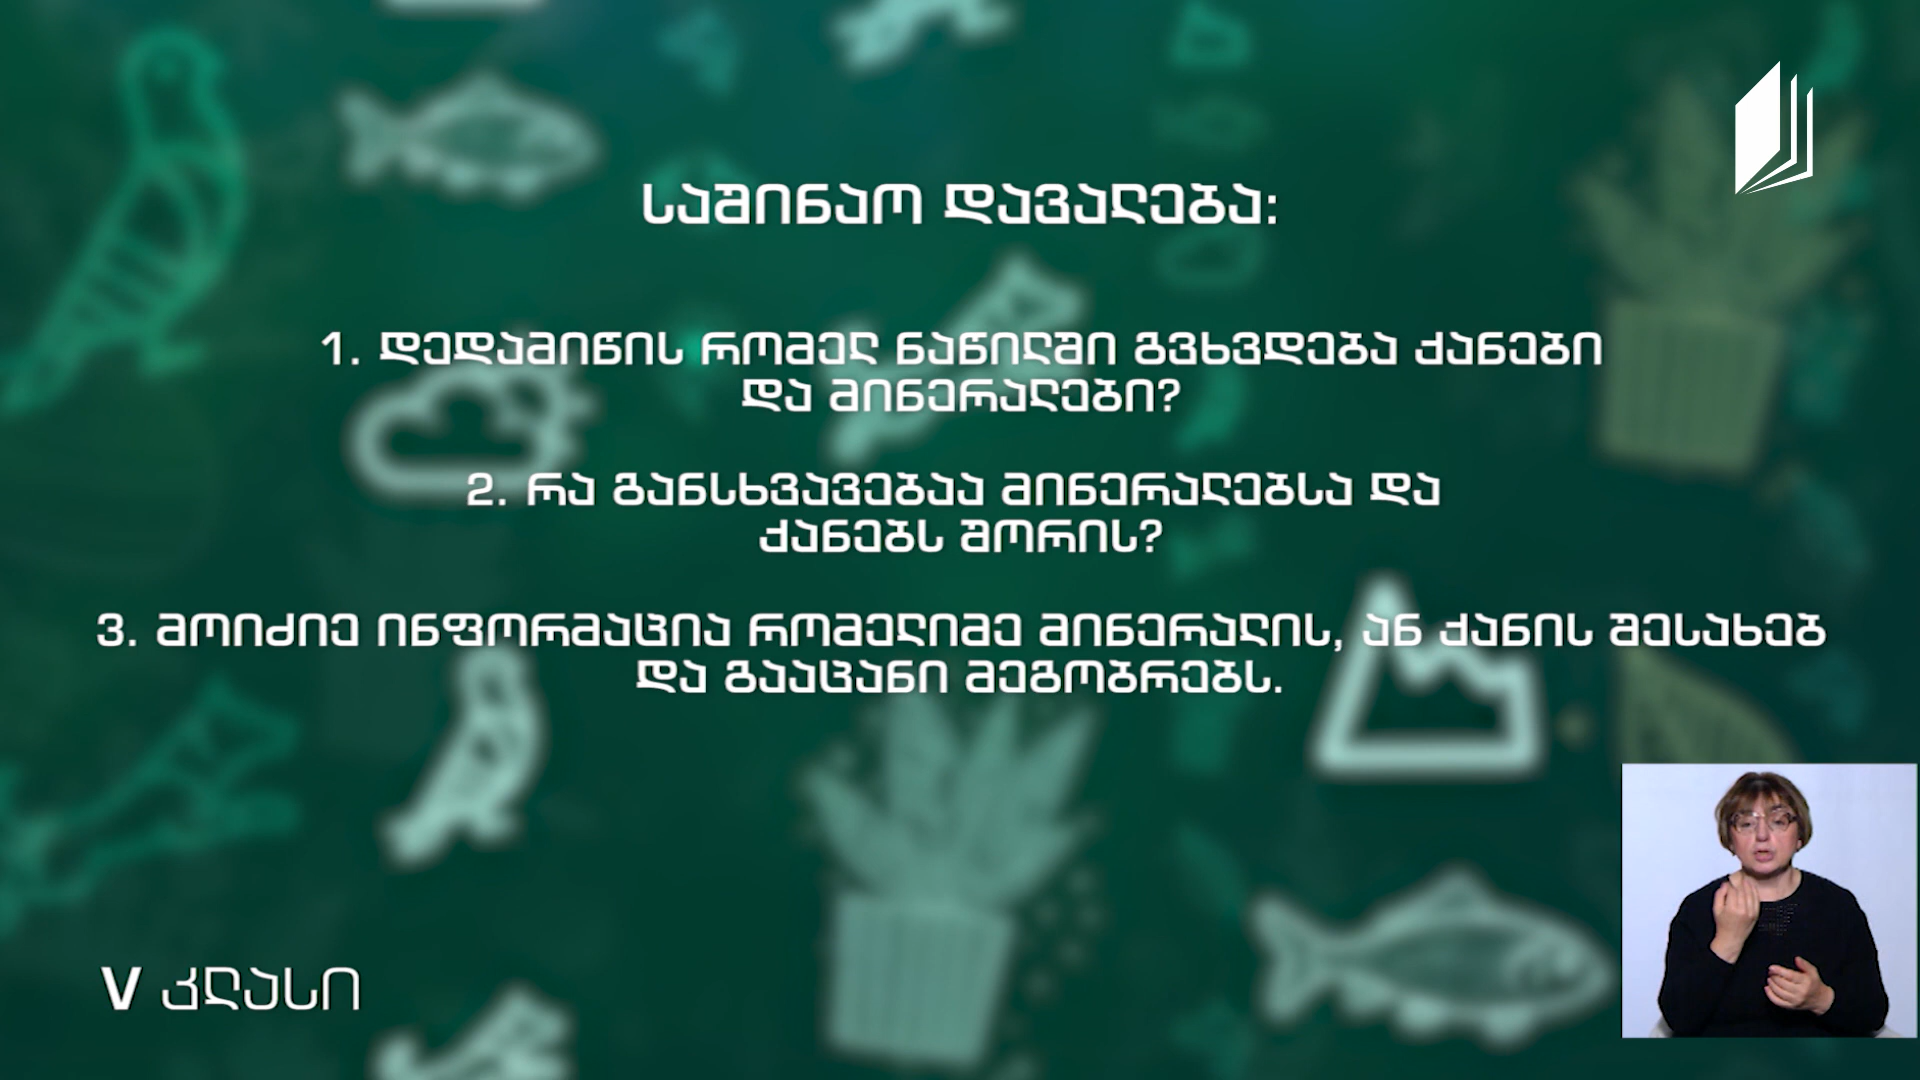 საშინაო დავალება:
1. დედამიწის რომელ ნაწილში გვხვდება ქანები
და მინერალები?
2. რა განსხვავებაა მინერალებსა და
ქანებს შორის?
3. მოიძიე ინფორმაცია რომელიმე მინერალის, ან ქანის შესახებ
და გააცანი მეგობრებს.
V კლასი